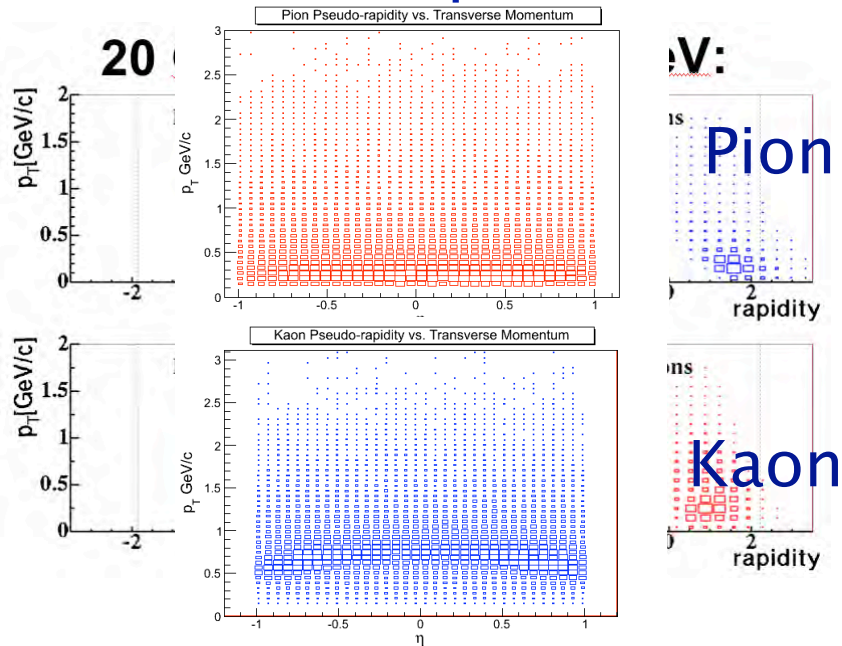 Pion Pseudo-rapidity vs. Transverse Momentum
20
eV:
pT[GeV/c]
2
1.5
1
0.5
0
-2
pT GeV/c
3
2.5
2
1.5
1
0.5
0
-1 -0.5 0 0.5 1
ns
Pion
2
rapidity
Kaon Pseudo-rapidity vs. Transverse Momentum
pT[GeV/c]
2
1.5
1
0.5
0
-2
pT GeV/c
3
2.5
2
1.5
1
0.5
0
-1 -0.5 0 0.5 1
η
ons
Kaon
2
rapidity